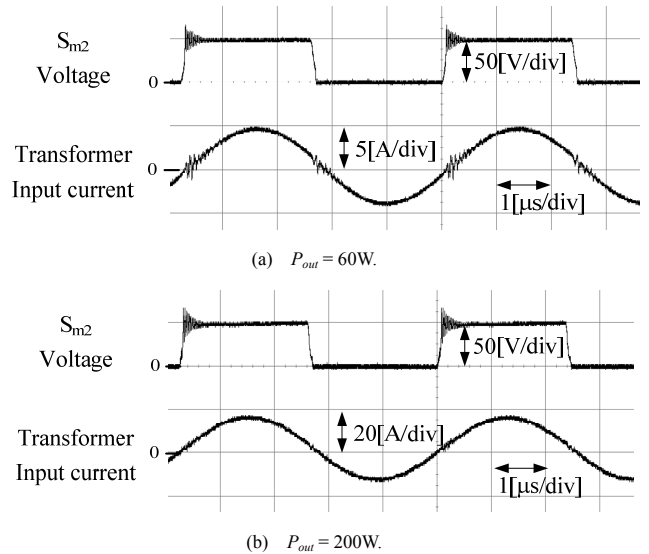 S_m2
Voltage
0
50[V/div]
Transformer
Input current
0
5[A/div]
1[μs/div]
(a) P_out = 60W.
S_m2
Voltage
0
50[V/div]
Transformer
Input current
0
20[A/div]
1[μs/div]
(b) P_out = 200W.